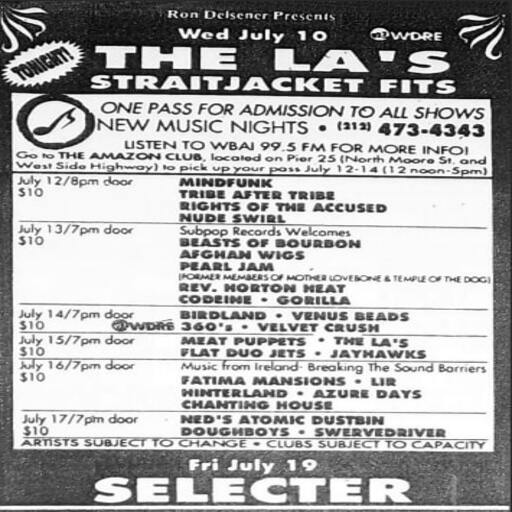 Ron Delsener Presents
Wed July 10 WDRE
TONIGHT!
THE LA'S
STRAITJACKET FITS
ONE PASS FOR ADMISSION TO ALL SHOWS
NEW MUSIC NIGHTS • (212) 473-4343
LISTEN TO WBAI 99.5 FM FOR MORE INFO!
Go to THE AMAZON CLUB, located on Pier 25 (North Moore St. and
West Side Highway) to pick up your pass July 12-14 (12 noon-5pm)
July 12/8pm door MINDFUNK
$10 TRIBE AFTER TRIBE
RIGHTS OF THE ACCUSED
NUDE SWIRL
July 13/7pm door Subpop Records Welcomes
$10 BEASTS OF BOURBON
AFGHAN WIGS
PEARL JAM
(FORMER MEMBERS OF MOTHER LOVEBONE & TEMPLE OF THE DOG)
REV. HORTON HEAT
CODEINE • GORILLA
July 14/7pm door BIRDLAND • VENUS BEADS
$10 WDRE 360's • VELVET CRUSH
July 15/7pm door MEAT PUPPETS • THE LA'S
$10 FLAT DUO JETS • JAYHAWKS
July 16/7pm door Music from Ireland- Breaking The Sound Barriers
$10 FATIMA MANSIONS • LIR
HINTERLAND • AZURE DAYS
CHANTING HOUSE
July 17/7pm door NED'S ATOMIC DUSTBIN
$10 DOUGHBOYS • SWERVEDRIVER
ARTISTS SUBJECT TO CHANGE • CLUBS SUBJECT TO CAPACITY
Fri July 19
SELECTER